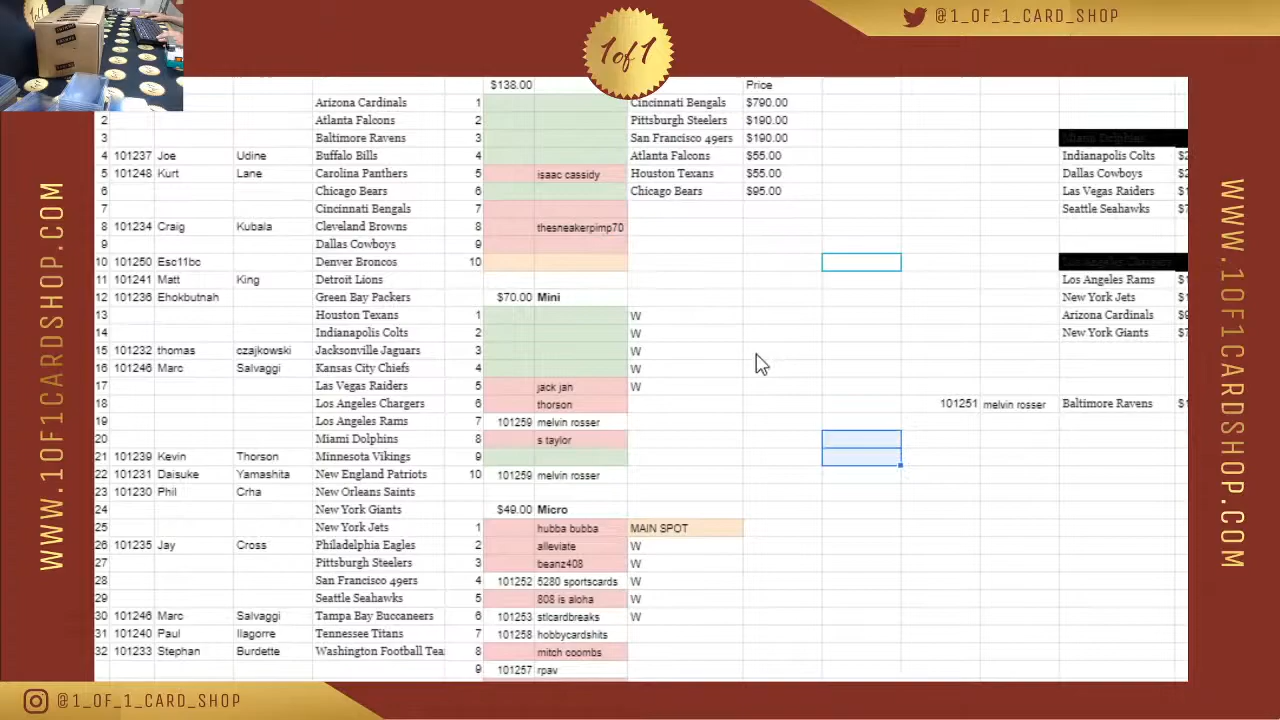 @1_OF_1_CARD_SHOP
1 of 1
WWW.1OF1CARDSHOP.COM
WWW.1OF1CARDSHOP.COM
$138.00 Price
Arizona Cardinals 1 Cincinnati Bengals $790.00
2 Atlanta Falcons 2 Pittsburgh Steelers $190.00
3 Baltimore Ravens 3 San Francisco 49ers $190.00 Miami Dolphins
4 101237 Joe Udine Buffalo Bills 4 Atlanta Falcons $55.00 Indianapolis Colts
5 101248 Kurt Lane Carolina Panthers 5 isaac cassidy Houston Texans $55.00 Dallas Cowboys
6 Chicago Bears 6 Chicago Bears $95.00 Las Vegas Raiders
7 Cincinnati Bengals 7 Seattle Seahawks
8 101234 Craig Kubala Cleveland Browns 8 thesneakerpimp70
9 Dallas Cowboys 9
10 101250 Esc11bc Denver Broncos 10 Los Angeles Chargers
11 101241 Matt King Detroit Lions Los Angeles Rams
12 101236 Ehokbutnah Green Bay Packers $70.00 Mini New York Jets
13 Houston Texans 1 W Arizona Cardinals
14 Indianapolis Colts 2 W New York Giants
15 101232 thomas czajkowski Jacksonville Jaguars 3 W
16 101246 Marc Salvaggi Kansas City Chiefs 4 W
17 Las Vegas Raiders 5 jack jan W
18 Los Angeles Chargers 6 thorson 101251 melvin rosser Baltimore Ravens
19 Los Angeles Rams 7 101259 melvin rosser
20 Miami Dolphins 8 s taylor
21 101239 Kevin Thorson Minnesota Vikings 9
22 101231 Daisuke Yamashita New England Patriots 10 101259 melvin rosser
23 101230 Phil Crha New Orleans Saints
24 New York Giants $49.00 Micro
25 New York Jets 1 hubba bubba MAIN SPOT
26 101235 Jay Cross Philadelphia Eagles 2 alleviate W
27 Pittsburgh Steelers 3 beanz408 W
28 San Francisco 49ers 4 101252 5280 sportscards W
29 Seattle Seahawks 5 808 is aloha W
30 101246 Marc Salvaggi Tampa Bay Buccaneers 6 101253 stlcardbreaks W
31 101240 Paul Ilagorre Tennessee Titans 7 101258 hobbycardshits
32 101233 Stephan Burdette Washington Football Tea 8 mitch coombs
9 101257 rpav
@1_OF_1_CARD_SHOP